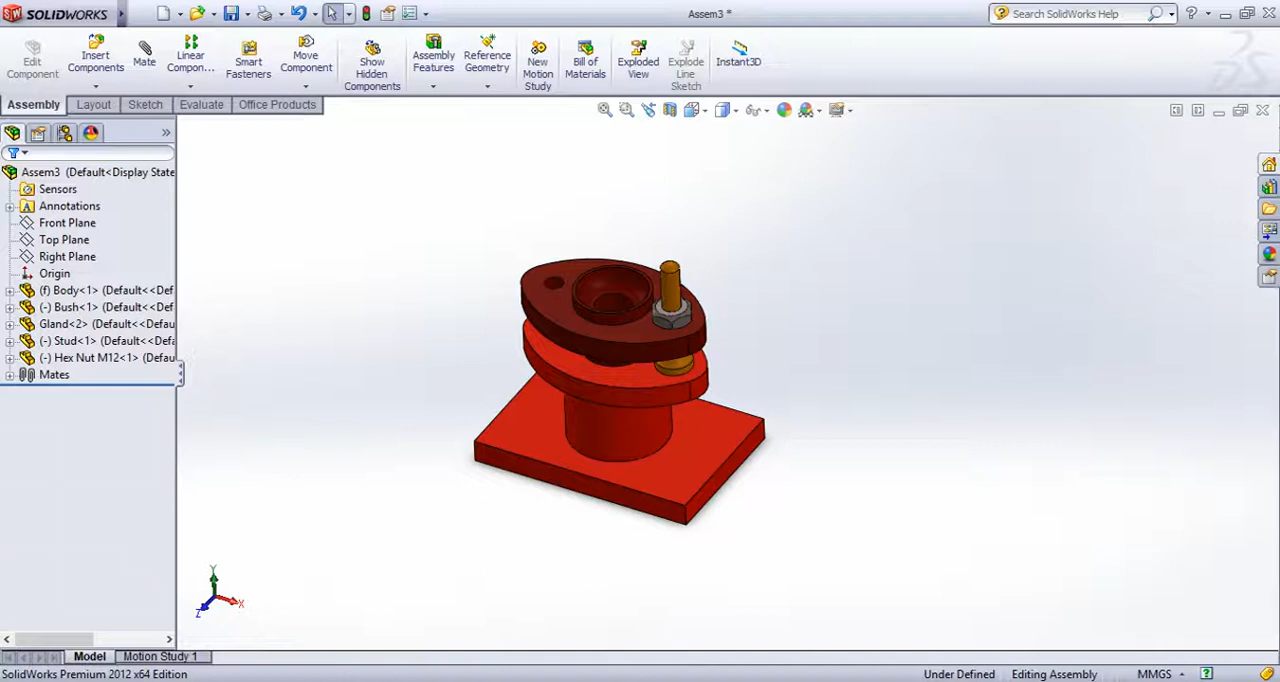 SOLIDWORKS
Assem3 *
Search SolidWorks Help
Edit Component
Insert Components
Mate
Linear Compon...
Smart Fasteners
Move Component
Show Hidden Components
Assembly Features
Reference Geometry
New Motion Study
Bill of Materials
Exploded View
Explode Line Sketch
Instant3D
Assembly Layout Sketch Evaluate Office Products
Assem3 (Default<Display State
Sensors
Annotations
Front Plane
Top Plane
Right Plane
Origin
(f) Body<1> (Default<<Def
(-) Bush<1> (Default<<Def
Gland<2> (Default<<Default
(-) Stud<1> (Default<<Defa
(-) Hex Nut M12<1> (Defau
Mates
Y
X
Z
Model Motion Study 1
SolidWorks Premium 2012 x64 Edition
Under Defined Editing Assembly MMGS